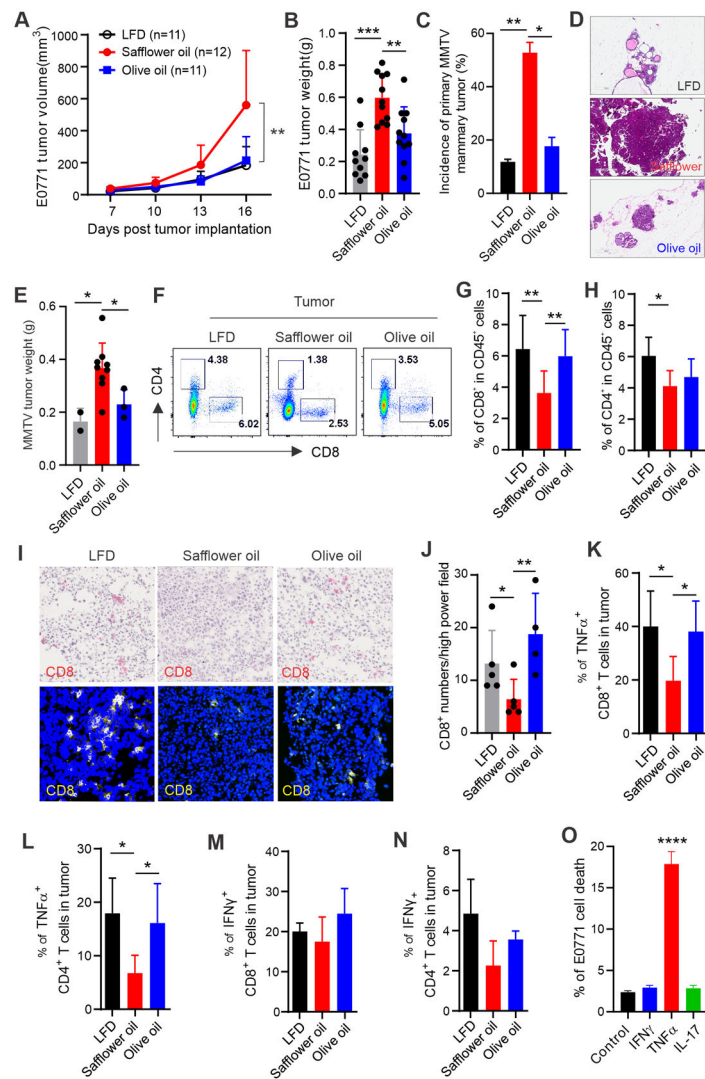 A
LFD (n=11)
Safflower oil (n=12)
Olive oil (n=11)
E0771 tumor volume(mm³)
1000
800
600
400
200
0
**
7 10 13 16
Days post tumor implantation
B
E0771 tumor weight(g)
1.0
0.8
0.6
0.4
0.2
0.0
*** **
LFD
Safflower oil
Olive oil
C
Incidence of primary MMTV
mammary tumor (%)
60
40
20
0
** *
LFD
Safflower oil
Olive oil
D
LFD
Safflower
Olive oil
E
MMTV tumor weight (g)
0.6
0.4
0.2
0.0
* *
LFD
Safflower oil
Olive oil
F
Tumor
LFD Safflower oil Olive oil
4.38 1.38 3.53
6.02 2.53 5.05
CD4
CD8
G
% of CD8⁺ in CD45⁺ cells
10
8
6
4
2
0
** **
LFD
Safflower oil
Olive oil
H
% of CD4⁺ in CD45⁺ cells
10
8
6
4
2
0
*
LFD
Safflower oil
Olive oil
I
LFD Safflower oil Olive oil
CD8 CD8 CD8
CD8 CD8 CD8
J
CD8⁺ numbers/high power field
40
30
20
10
0
* **
LFD
Safflower oil
Olive oil
K
% of TNFα⁺
CD8⁺ T cells in tumor
60
40
20
0
* *
LFD
Safflower oil
Olive oil
L
% of TNFα⁺
CD4⁺ T cells in tumor
30
20
10
0
* *
LFD
Safflower oil
Olive oil
M
% of IFNγ⁺
CD8⁺ T cells in tumor
40
30
20
10
0
LFD
Safflower oil
Olive oil
N
% of IFNγ₊
CD4⁺ T cells in tumor
8
6
4
2
0
LFD
Safflower oil
Olive oil
O
% of E0771 cell death
20
15
10
5
0
****
Control
IFNγ
TNFα
IL-17